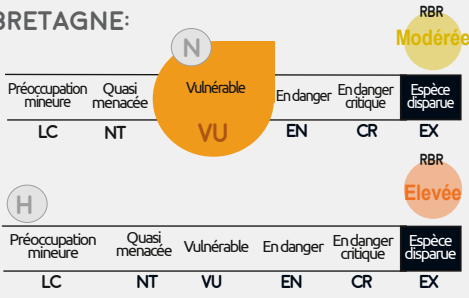 BRETAGNE:
RBR
Modérée
N
Préoccupation mineure
Quasi menacée
Vulnérable
En danger
En danger critique
Espèce disparue
LC NT VU EN CR EX
RBR
Elevée
H
Préoccupation mineure
Quasi menacée
Vulnérable
En danger
En danger critique
Espèce disparue
LC NT VU EN CR EX